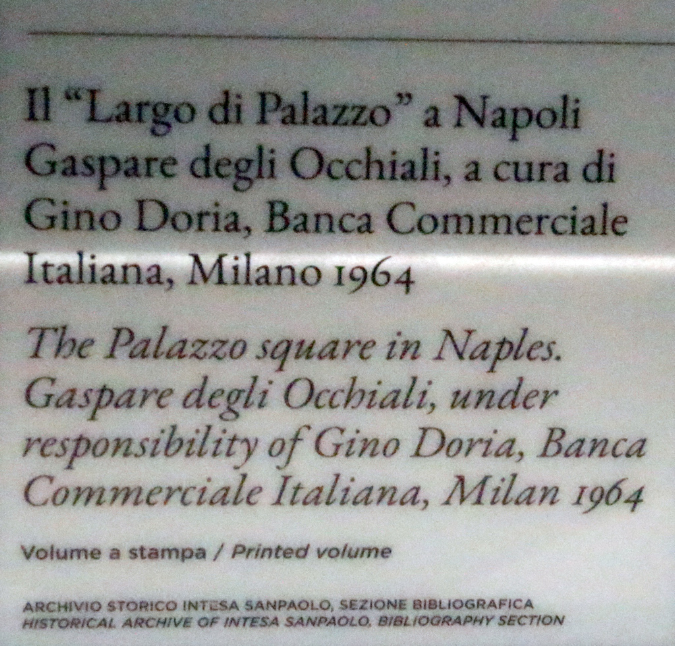 Il “Largo di Palazzo” a Napoli
Gaspare degli Occhiali, a cura di
Gino Doria, Banca Commerciale
Italiana, Milano 1964
The Palazzo square in Naples.
Gaspare degli Occhiali, under
responsibility of Gino Doria, Banca
Commerciale Italiana, Milan 1964
Volume a stampa / Printed volume
ARCHIVIO STORICO INTESA SANPAOLO, SEZIONE BIBLIOGRAFICA
HISTORICAL ARCHIVE OF INTESA SANPAOLO, BIBLIOGRAPHY SECTION